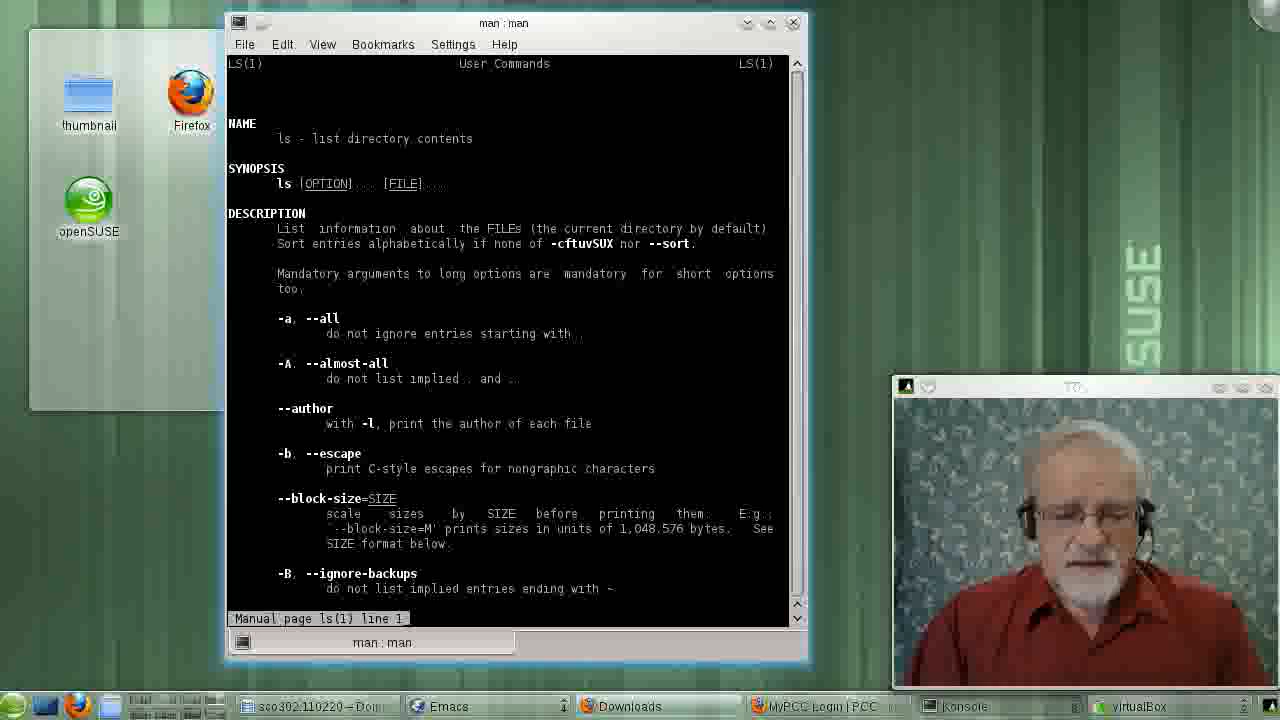 man : man
File Edit View Bookmarks Settings Help
LS(1) User Commands LS(1)
NAME
ls - list directory contents
SYNOPSIS
ls [OPTION]... [FILE]...
DESCRIPTION
List information about the FILEs (the current directory by default)
Sort entries alphabetically if none of -cftuvSUX nor --sort.
Mandatory arguments to long options are mandatory for short options
too.
-a, --all
do not ignore entries starting with .
-A, --almost-all
do not list implied . and ..
--author
with -l, print the author of each file
-b, --escape
print C-style escapes for nongraphic characters
--block-size=SIZE
scale sizes by SIZE before printing them. E.g.,
`--block-size=M' prints sizes in units of 1,048,576 bytes. See
SIZE format below.
-B, --ignore-backups
do not list implied entries ending with ~
Manual page ls(1) line 1
man : man
thumbnail
Firefox
openSUSE
SUSE
Emacs
Downloads
MyPCC Login | PCC
Konsole
VirtualBox